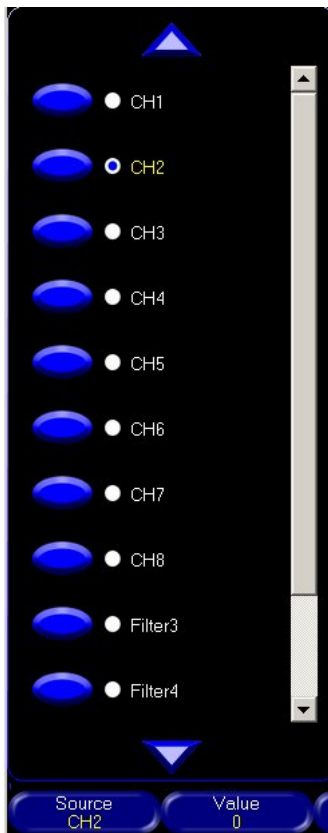 CH1
CH2
CH3
CH4
CH5
CH6
CH7
CH8
Filter3
Filter4
Source Value
CH2 0